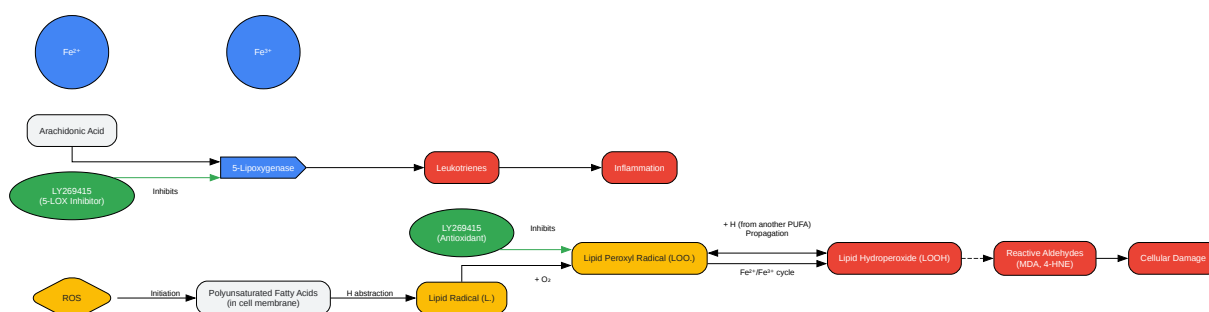 Fe²⁺
Fe³⁺
Arachidonic Acid
5-Lipoxygenase
Leukotrienes
Inflammation
LY269415
(5-LOX Inhibitor)
Inhibits
LY269415
(Antioxidant)
Inhibits
+ H (from another PUFA)
Propagation
Lipid Peroxyl Radical (LOO.)
Lipid Hydroperoxide (LOOH)
Reactive Aldehydes
(MDA, 4-HNE)
Cellular Damage
Fe²⁺/Fe³⁺ cycle
+ O₂
ROS
Initiation
Polyunsaturated Fatty Acids
(in cell membrane)
H abstraction
Lipid Radical (L.)